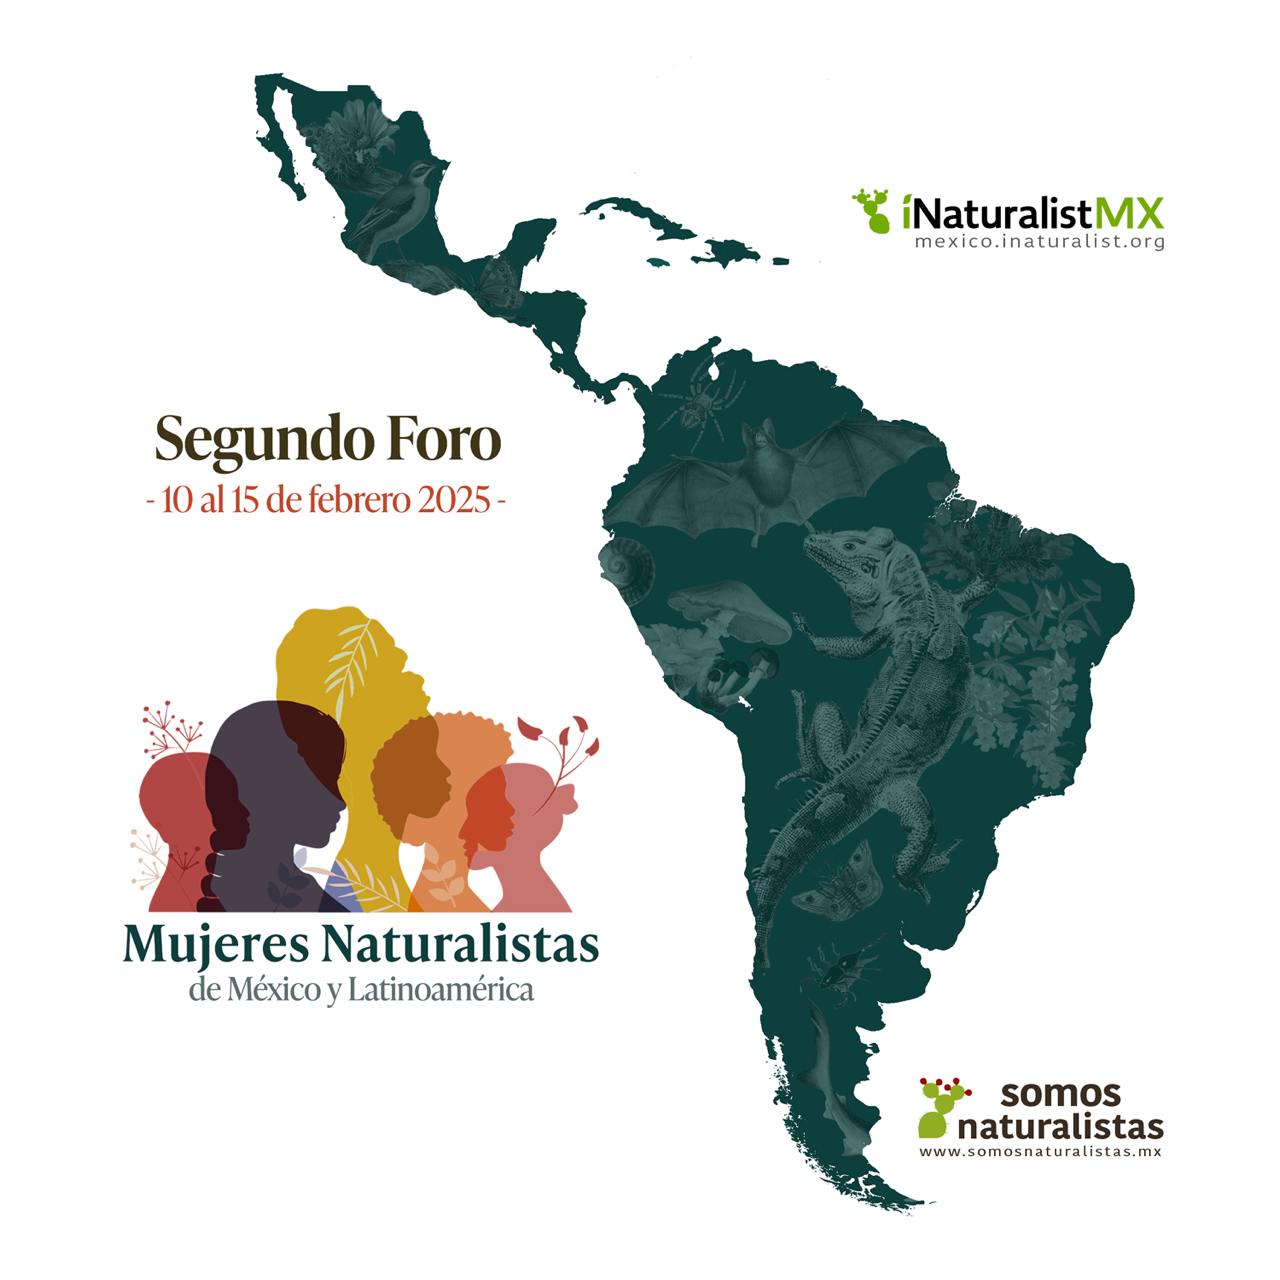 iNaturalistMX
mexico.inaturalist.org
Segundo Foro
- 10 al 15 de febrero 2025 -
Mujeres Naturalistas
de México y Latinoamérica
somos
naturalistas
www.somosnaturalistas.mx